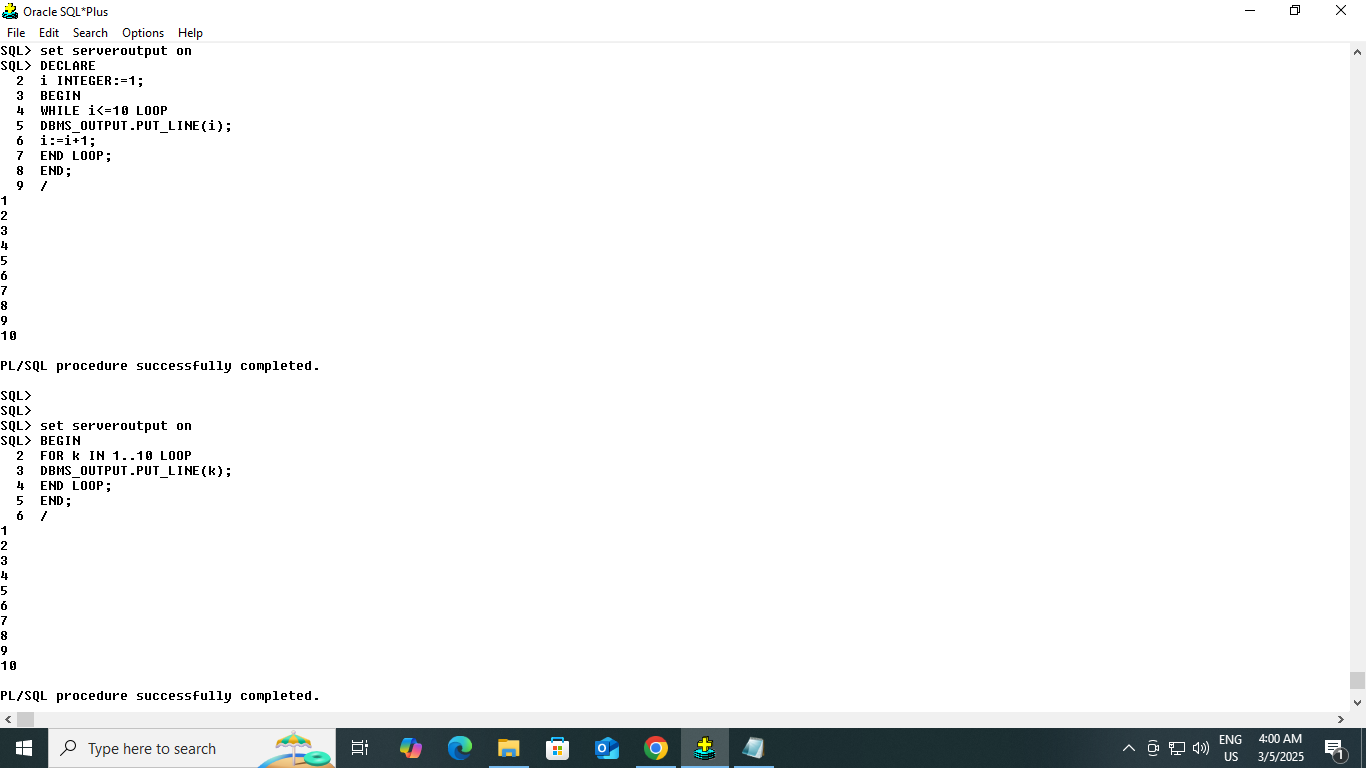 Oracle SQL*Plus
File Edit Search Options Help
SQL> set serveroutput on
SQL> DECLARE
  2  i INTEGER:=1;
  3  BEGIN
  4  WHILE i<=10 LOOP
  5  DBMS_OUTPUT.PUT_LINE(i);
  6  i:=i+1;
  7  END LOOP;
  8  END;
  9  /
1
2
3
4
5
6
7
8
9
10
PL/SQL procedure successfully completed.
SQL>
SQL>
SQL> set serveroutput on
SQL> BEGIN
  2  FOR k IN 1..10 LOOP
  3  DBMS_OUTPUT.PUT_LINE(k);
  4  END LOOP;
  5  END;
  6  /
1
2
3
4
5
6
7
8
9
10
PL/SQL procedure successfully completed.
Type here to search
ENG
US
4:00 AM
3/5/2025
1